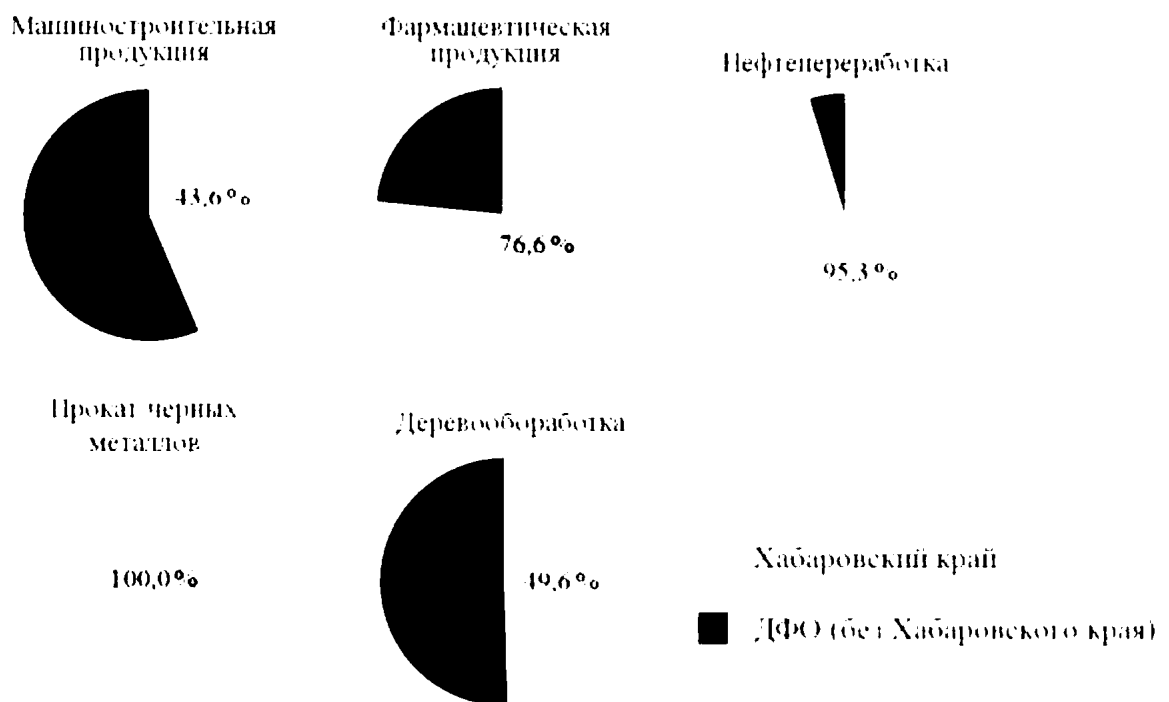 Машиностроительная
продукция
43,6%
Фармацевтическая
продукция
76,6%
Нефтепереработка
95,3%
Прокат черных
металлов
100,0%
Деревообоработка
49,6%
Хабаровский край
ДФО (без Хабаровского края)